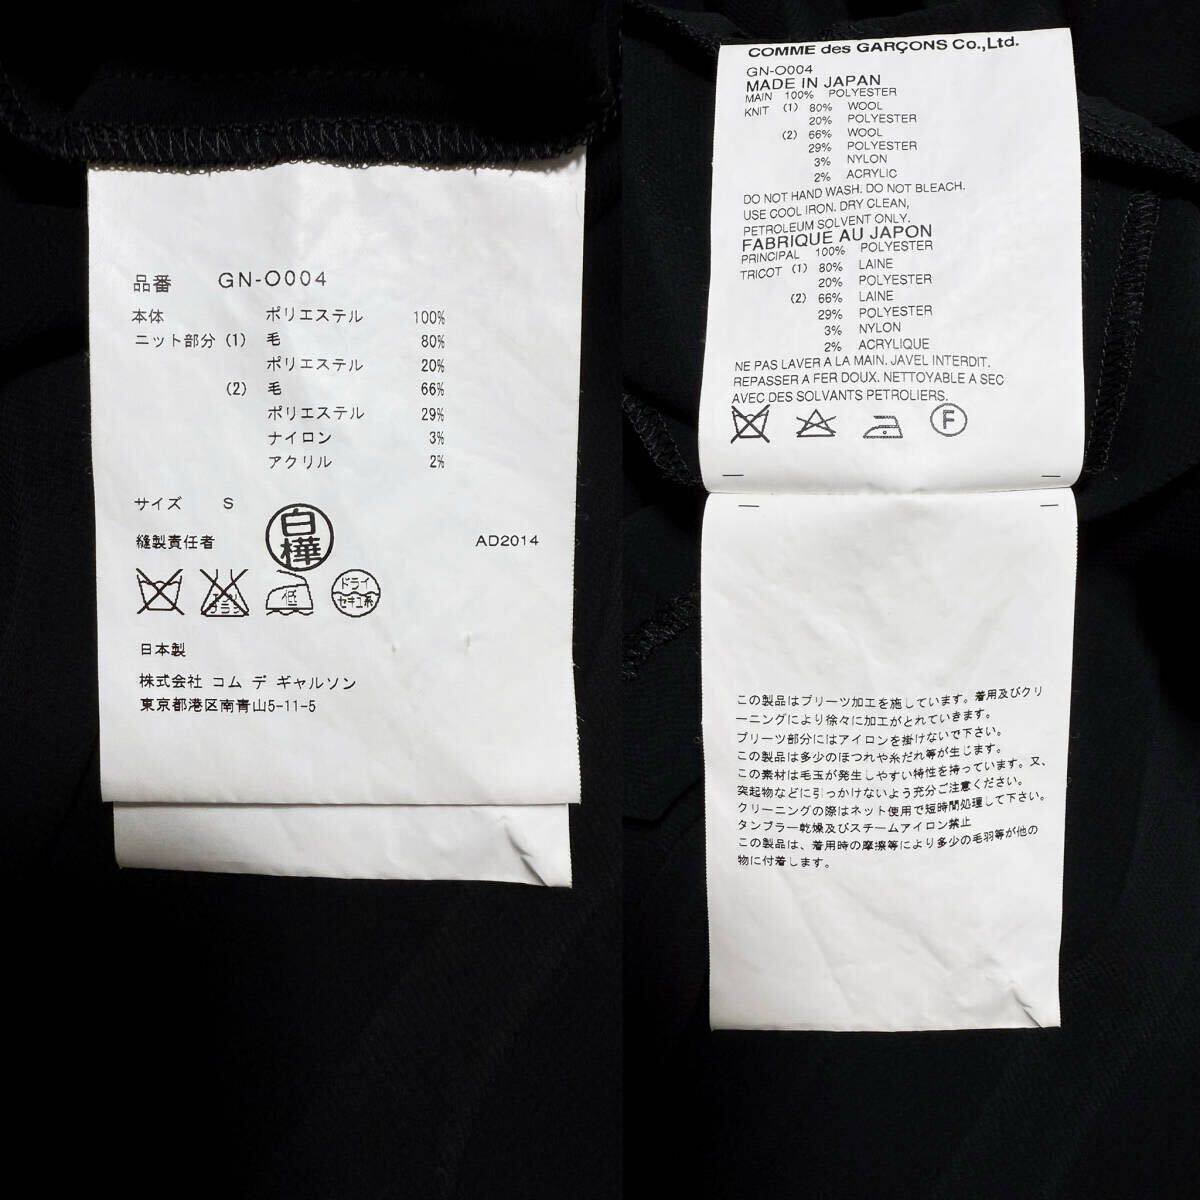 品番 GN-O004
本体 ポリエステル 100%
ニット部分 (1) 毛 80%
ポリエステル 20%
(2) 毛 66%
ポリエステル 29%
ナイロン 3%
アクリル 2%
サイズ S
縫製責任者 白樺 AD2014
エンソ サラシ 低 ドライ セキユ系
日本製
株式会社 コム デ ギャルソン
東京都港区南青山5-11-5
COMME des GARÇONS Co.,Ltd.
GN-O004
MADE IN JAPAN
MAIN 100% POLYESTER
KNIT (1) 80% WOOL
20% POLYESTER
(2) 66% WOOL
29% POLYESTER
3% NYLON
2% ACRYLIC
DO NOT HAND WASH. DO NOT BLEACH.
USE COOL IRON. DRY CLEAN,
PETROLEUM SOLVENT ONLY.
FABRIQUE AU JAPON
PRINCIPAL 100% POLYESTER
TRICOT (1) 80% LAINE
20% POLYESTER
(2) 66% LAINE
29% POLYESTER
3% NYLON
2% ACRYLIQUE
NE PAS LAVER A LA MAIN. JAVEL INTERDIT.
REPASSER A FER DOUX. NETTOYABLE A SEC
AVEC DES SOLVANTS PETROLIERS.
F
この製品はプリーツ加工を施しています。着用及びクリ
ーニングにより徐々に加工がとれていきます。
プリーツ部分にはアイロンを掛けないで下さい。
この製品は多少のほつれや糸だれ等が生じます。
この素材は毛玉が発生しやすい特性を持っています。又、
突起物などに引っかけないよう充分ご注意ください。
クリーニングの際はネット使用で短時間処理して下さい。
タンブラー乾燥及びスチームアイロン禁止
この製品は、着用時の摩擦等により多少の毛羽等が他の
物に付着します。